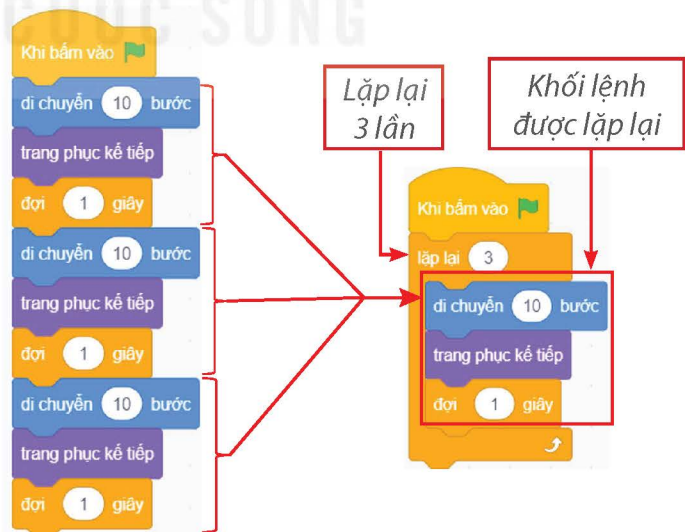 CUỘC SỐNG
Khi bấm vào
di chuyển 10 bước
trang phục kế tiếp
đợi 1 giây
di chuyển 10 bước
trang phục kế tiếp
đợi 1 giây
di chuyển 10 bước
trang phục kế tiếp
đợi 1 giây
Lặp lại
3 lần
Khối lệnh
được lặp lại
Khi bấm vào
lặp lại 3
di chuyển 10 bước
trang phục kế tiếp
đợi 1 giây